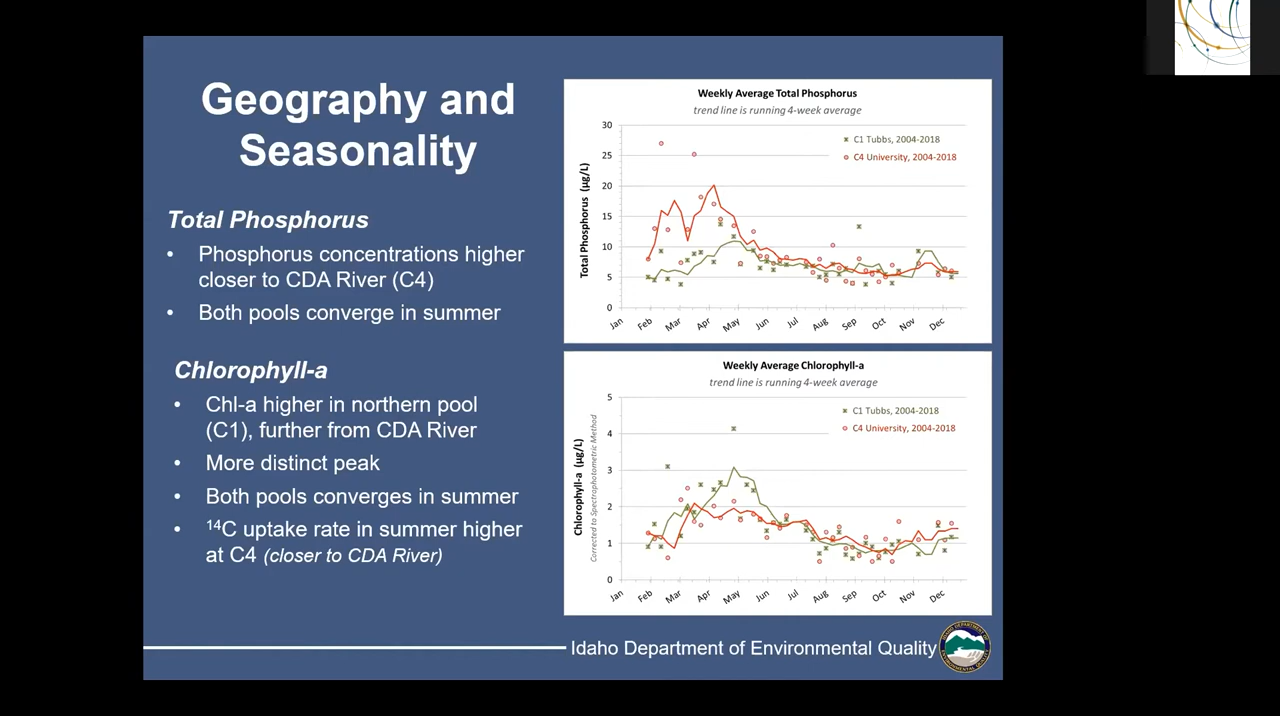 Geography and
Seasonality
Total Phosphorus
• Phosphorus concentrations higher
closer to CDA River (C4)
• Both pools converge in summer
Chlorophyll-a
• Chl-a higher in northern pool
(C1), further from CDA River
• More distinct peak
• Both pools converges in summer
• ¹⁴C uptake rate in summer higher
at C4 (closer to CDA River)
Weekly Average Total Phosphorus
trend line is running 4-week average
C1 Tubbs, 2004-2018
C4 University, 2004-2018
Total Phosphorus (µg/L)
30
25
20
15
10
5
0
Jan Feb Mar Apr May Jun Jul Aug Sep Oct Nov Dec
Weekly Average Chlorophyll-a
trend line is running 4-week average
C1 Tubbs, 2004-2018
C4 University, 2004-2018
Chlorophyll-a (µg/L)
Corrected to Spectraphotometric Method
5
4
3
2
1
0
Jan Feb Mar Apr May Jun Jul Aug Sep Oct Nov Dec
Idaho Department of Environmental Quality